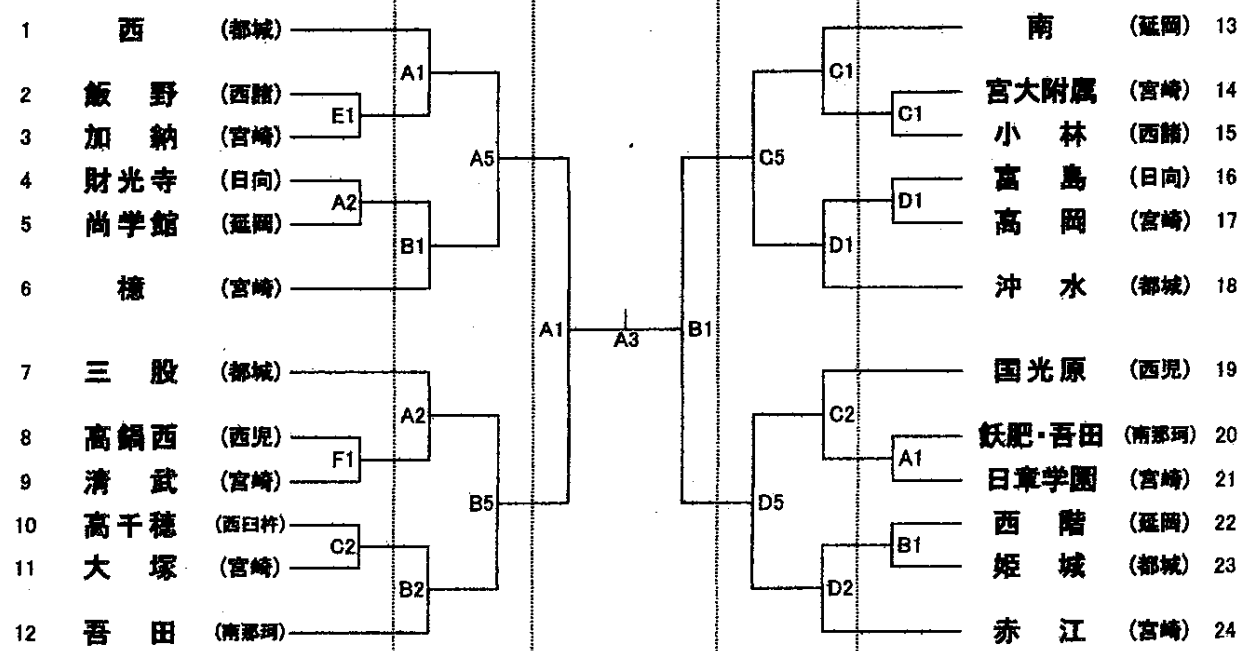 1 西 (都城)
2 飯野 (西諸)
3 加納 (宮崎)
4 財光寺 (日向)
5 尚学館 (延岡)
6 檍 (宮崎)
7 三股 (都城)
8 高鍋西 (西児)
9 清武 (宮崎)
10 高千穂 (西臼杵)
11 大塚 (宮崎)
12 吾田 (南那珂)
A1
E1
A5
A2
B1
A1
A2
F1
B5
C2
B2
A3
B1
C1
C1
C5
D1
D1
C2
A1
D5
B1
D2
南 (延岡) 13
宮大附属 (宮崎) 14
小林 (西諸) 15
富島 (日向) 16
高岡 (宮崎) 17
沖水 (都城) 18
国光原 (西児) 19
飫肥・吾田 (南那珂) 20
日章学園 (宮崎) 21
西階 (延岡) 22
姫城 (都城) 23
赤江 (宮崎) 24